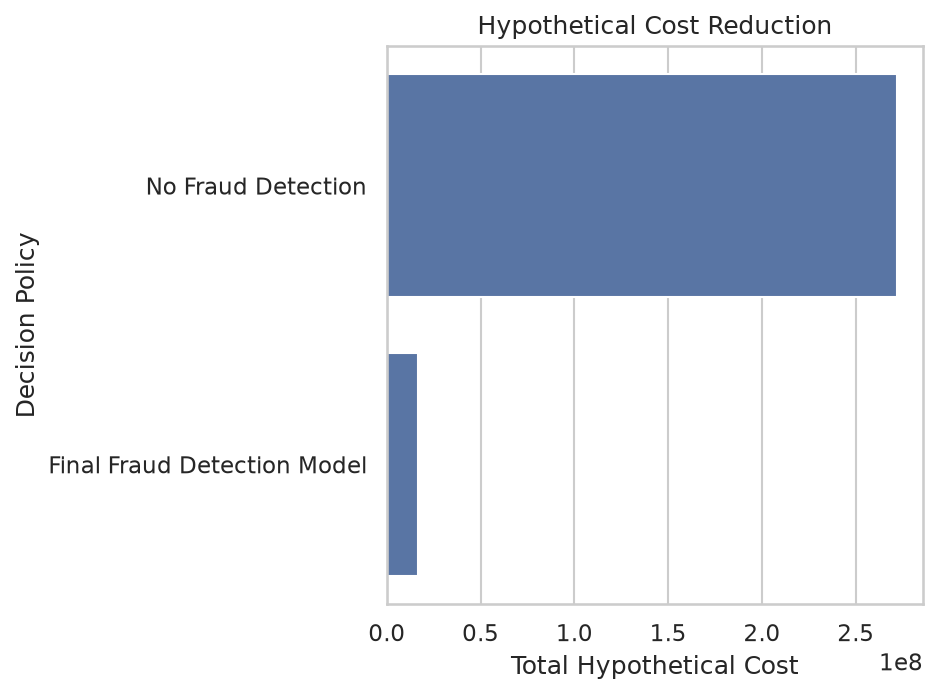 Hypothetical Cost Reduction
No Fraud Detection
Decision Policy
Final Fraud Detection Model
0.0 0.5 1.0 1.5 2.0 2.5
1e8
Total Hypothetical Cost